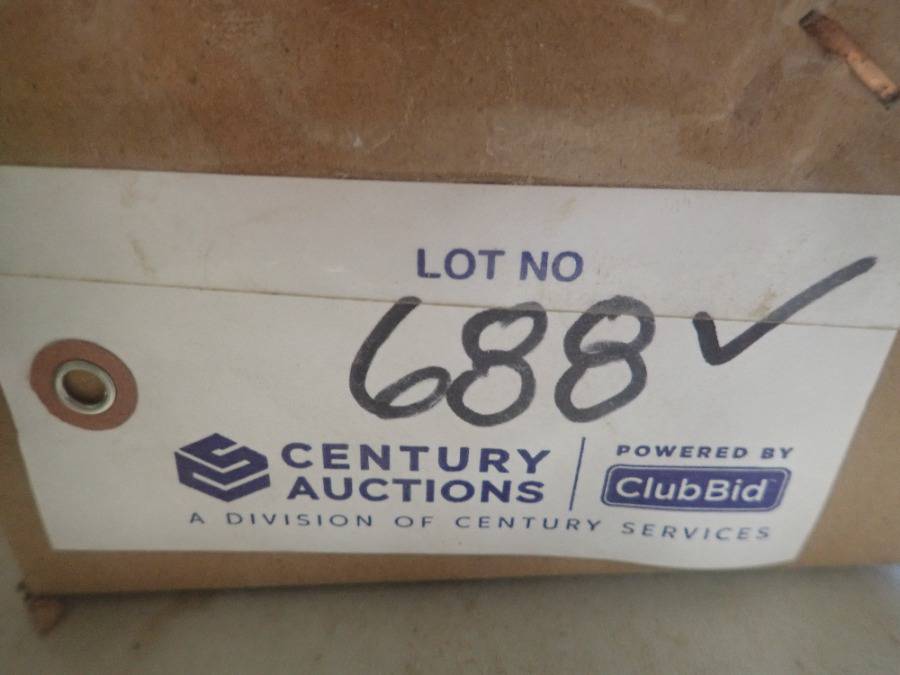 LOT NO
688 ✓
CENTURY
AUCTIONS
POWERED BY
ClubBid
A DIVISION OF CENTURY SERVICES